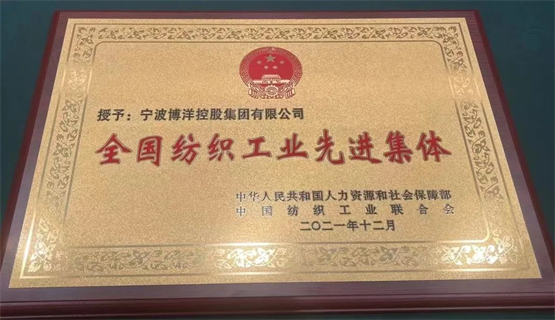 授予：宁波博洋控股集团有限公司
全国纺织工业先进集体
中华人民共和国人力资源和社会保障部
中国纺织工业联合会
二〇二一年十二月